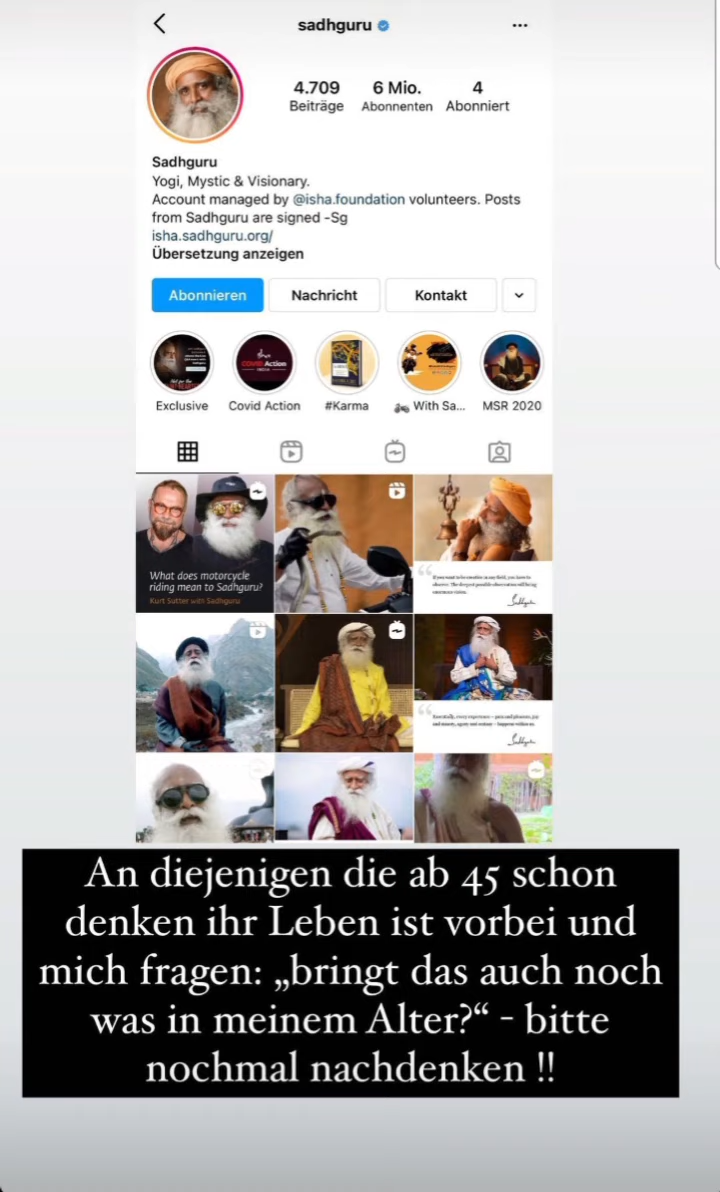 sadhguru
4.709 6 Mio. 4
Beiträge Abonnenten Abonniert
Sadhguru
Yogi, Mystic & Visionary.
Account managed by @isha.foundation volunteers. Posts
from Sadhguru are signed -Sg
isha.sadhguru.org/
Übersetzung anzeigen
Abonnieren Nachricht Kontakt
COVID Action
Exclusive Covid Action #Karma 🏍 With Sa... MSR 2020
What does motorcycle
riding mean to Sadhguru?
Kurt Sutter with Sadhguru
Sadhguru
Sadhguru
An diejenigen die ab 45 schon
denken ihr Leben ist vorbei und
mich fragen: „bringt das auch noch
was in meinem Alter?“ - bitte
nochmal nachdenken !!